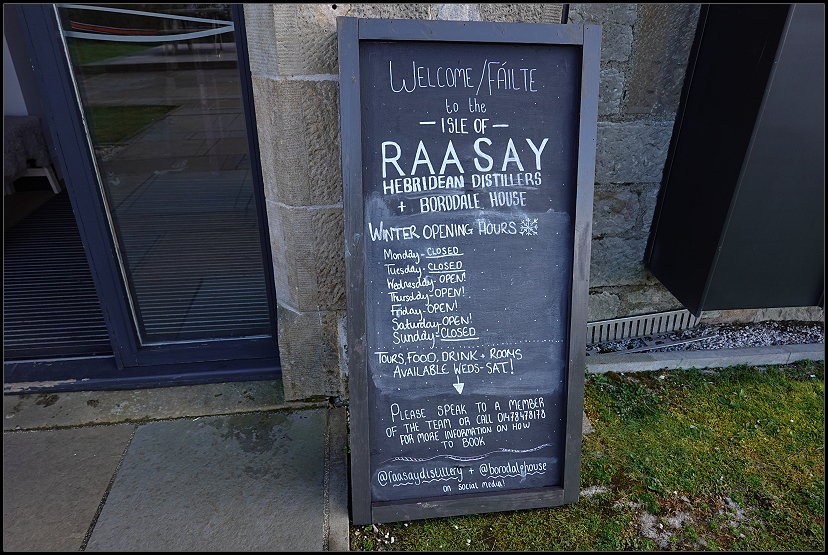 WELCOME/FÁILTE
to the
- ISLE OF -
RAASAY
HEBRIDEAN DISTILLERS
+ BORODALE HOUSE
WINTER OPENING HOURS
Monday - CLOSED
Tuesday - CLOSED
Wednesday - OPEN!
Thursday - OPEN!
Friday - OPEN!
Saturday - OPEN!
Sunday - CLOSED
TOURS, FOOD, DRINK + ROOMS
AVAILABLE WEDS-SAT!
PLEASE SPEAK TO A MEMBER
OF THE TEAM OR CALL 01478478178
FOR MORE INFORMATION ON HOW
TO BOOK
@raasaydistillery + @borodalehouse
on social media!